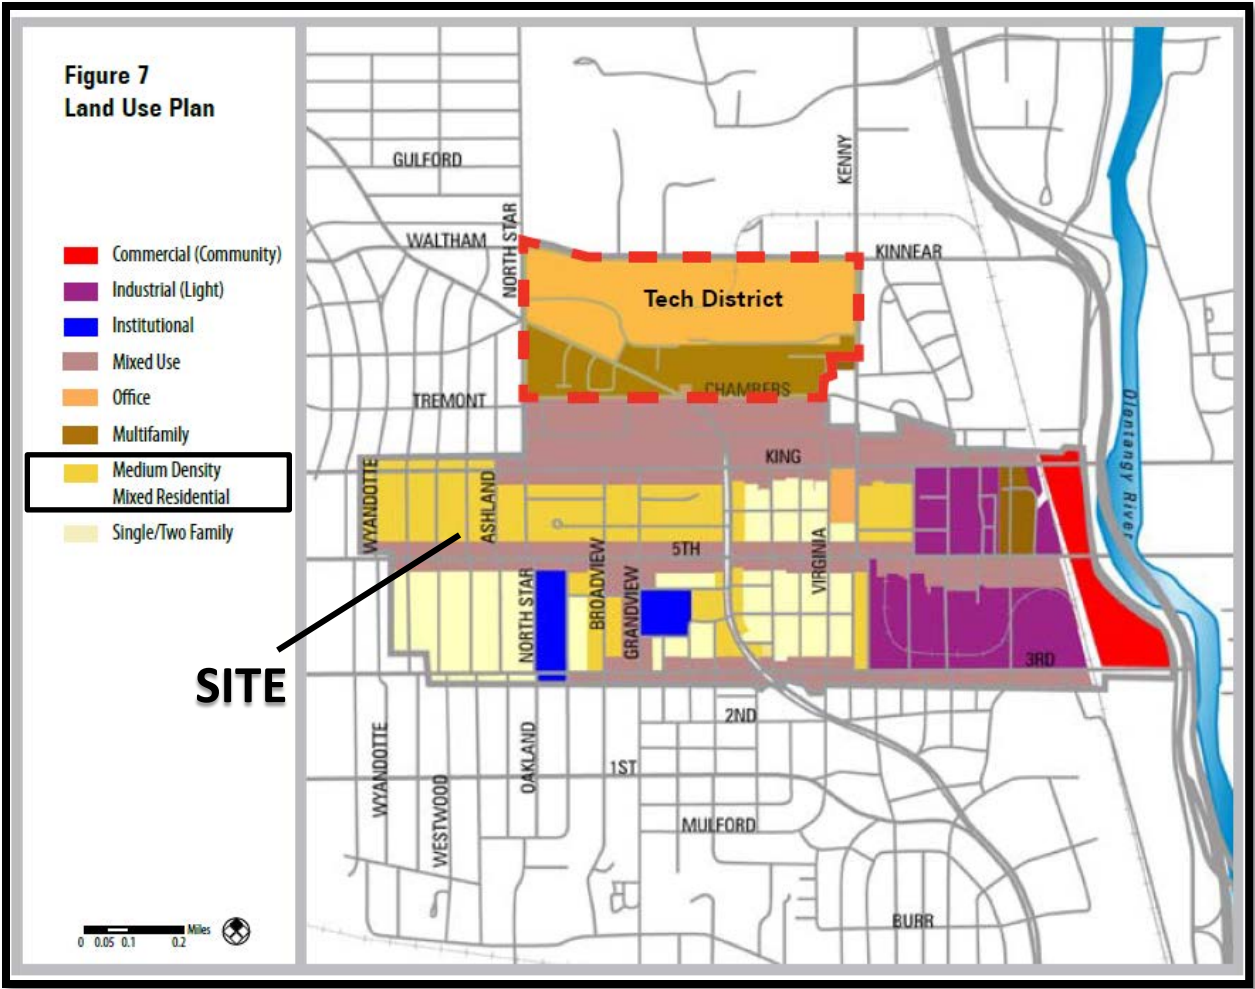 Figure 7
Land Use Plan
Commercial (Community)
Industrial (Light)
Institutional
Mixed Use
Office
Multifamily
Medium Density
Mixed Residential
Single/Two Family
SITE
0 0.05 0.1 0.2 Miles
GULFORD
WALTHAM
NORTH STAR
KENNY
KINNEAR
Tech District
CHAMBERS
TREMONT
KING
Olentangy River
WYANDOTTE
ASHLAND
5TH
VIRGINIA
NORTH STAR
BROADVIEW
GRANDVIEW
3RD
2ND
WYANDOTTE
WESTWOOD
OAKLAND
1ST
MULFORD
BURR